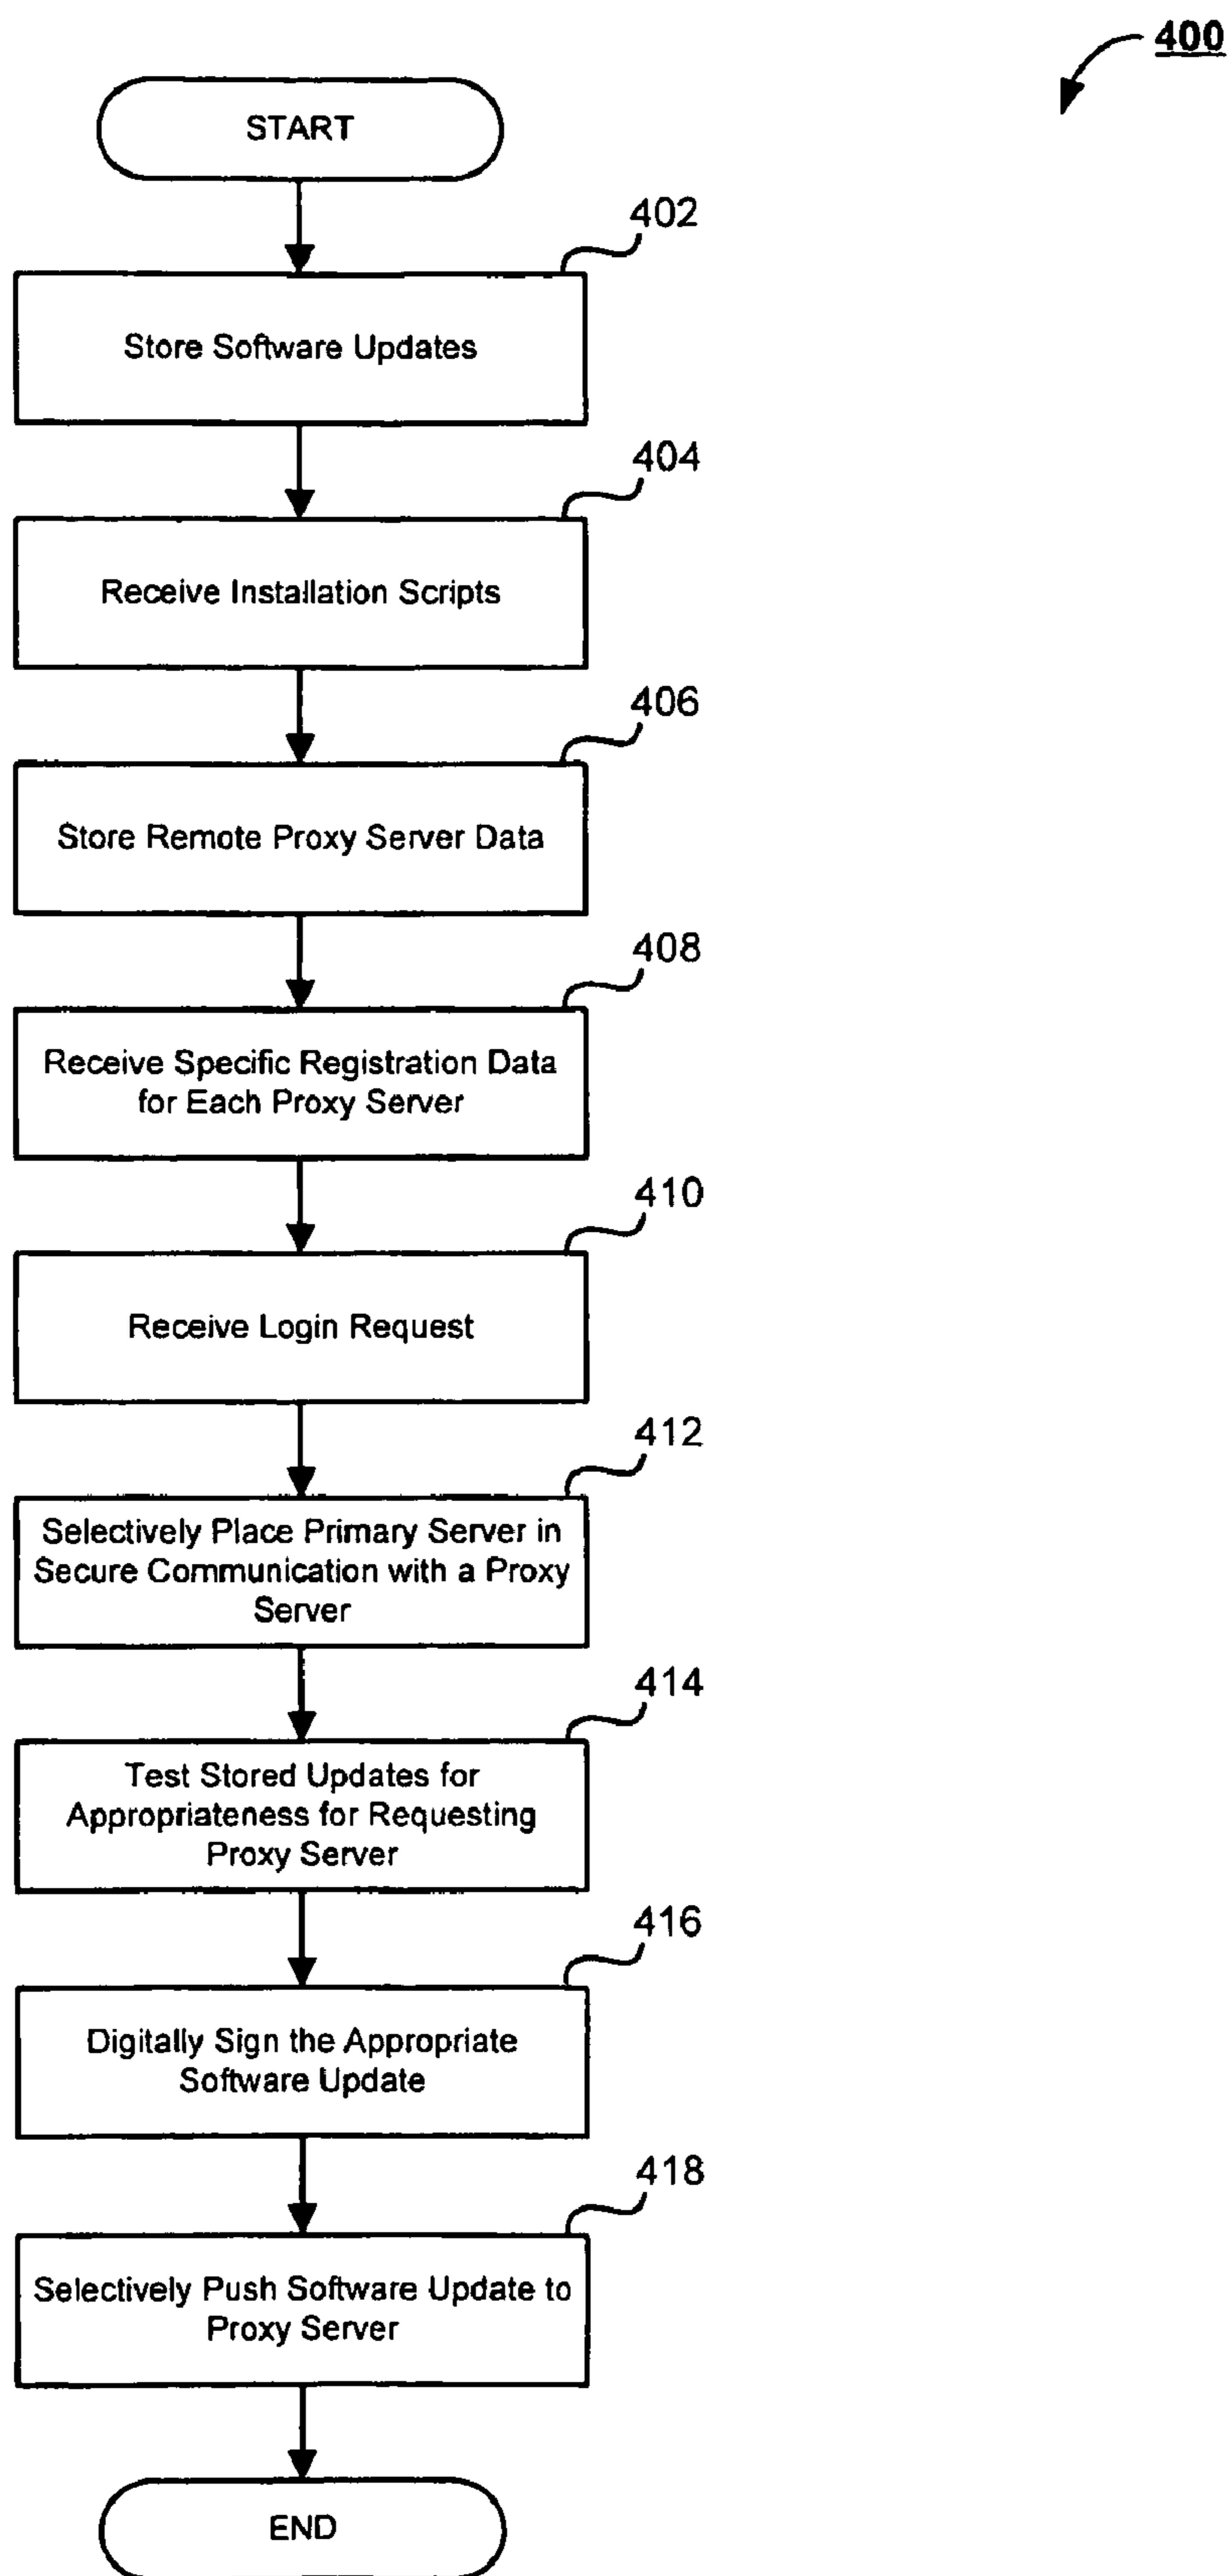 400
START
402
Store Software Updates
404
Receive Installation Scripts
406
Store Remote Proxy Server Data
408
Receive Specific Registration Data
for Each Proxy Server
410
Receive Login Request
412
Selectively Place Primary Server in
Secure Communication with a Proxy
Server
414
Test Stored Updates for
Appropriateness for Requesting
Proxy Server
416
Digitally Sign the Appropriate
Software Update
418
Selectively Push Software Update to
Proxy Server
END